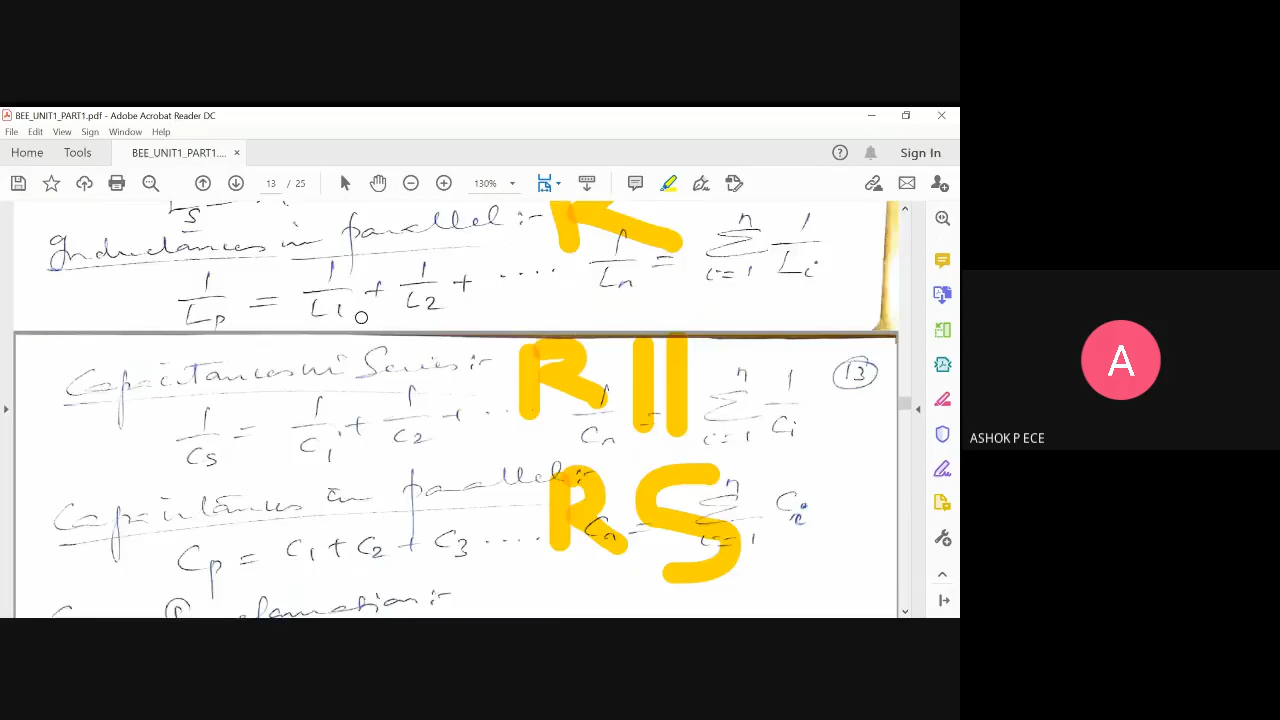 BEE_UNIT1_PART1.pdf - Adobe Acrobat Reader DC
File Edit View Window Help
Home Tools BEE_UNIT1_PART1.... × Sign In
13 / 25 130%
S
Inductances in parallel :-
1/Lp = 1/L1 + 1/L2 + .... 1/Ln = n Σ i=1 1/Li
R
Capacitances in Series :- R || 13
1/Cs = 1/C1 + 1/C2 + ... 1/Cn = n Σ i=1 1/Ci
Capacitances in parallel :- RS
Cp = C1 + C2 + C3 .... Cn = n Σ i=1 Ci
A
ASHOK P ECE